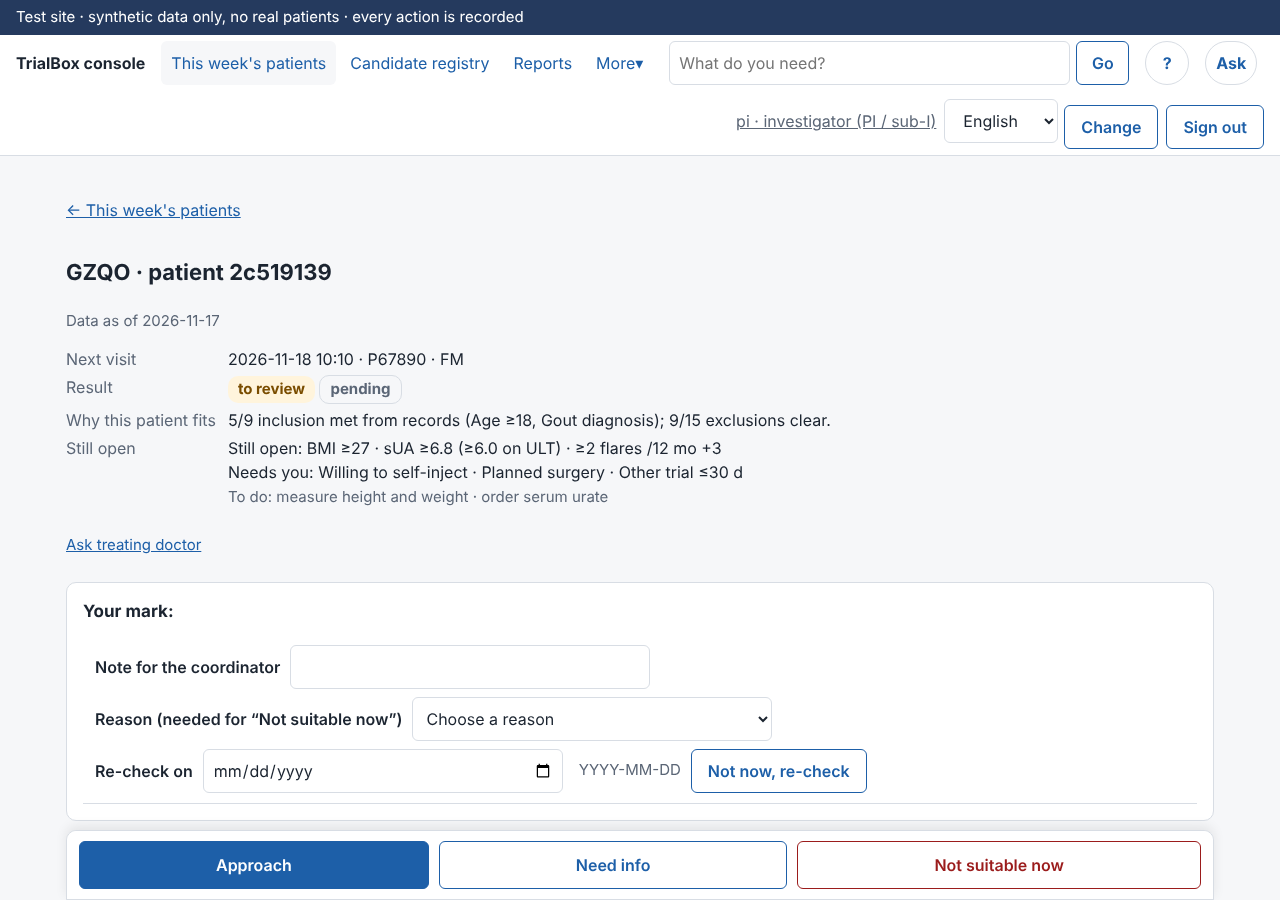 Test site · synthetic data only, no real patients · every action is recorded
TrialBox console This week's patients Candidate registry Reports More▾ What do you need? Go ? Ask
pi · investigator (PI / sub-I) English Change Sign out
← This week's patients
GZQO · patient 2c519139
Data as of 2026-11-17
Next visit 2026-11-18 10:10 · P67890 · FM
Result to review pending
Why this patient fits 5/9 inclusion met from records (Age ≥18, Gout diagnosis); 9/15 exclusions clear.
Still open Still open: BMI ≥27 · sUA ≥6.8 (≥6.0 on ULT) · ≥2 flares /12 mo +3
Needs you: Willing to self-inject · Planned surgery · Other trial ≤30 d
To do: measure height and weight · order serum urate
Ask treating doctor
Your mark:
Note for the coordinator
Reason (needed for “Not suitable now”) Choose a reason
Re-check on mm/dd/yyyy YYYY-MM-DD Not now, re-check
Approach Need info Not suitable now